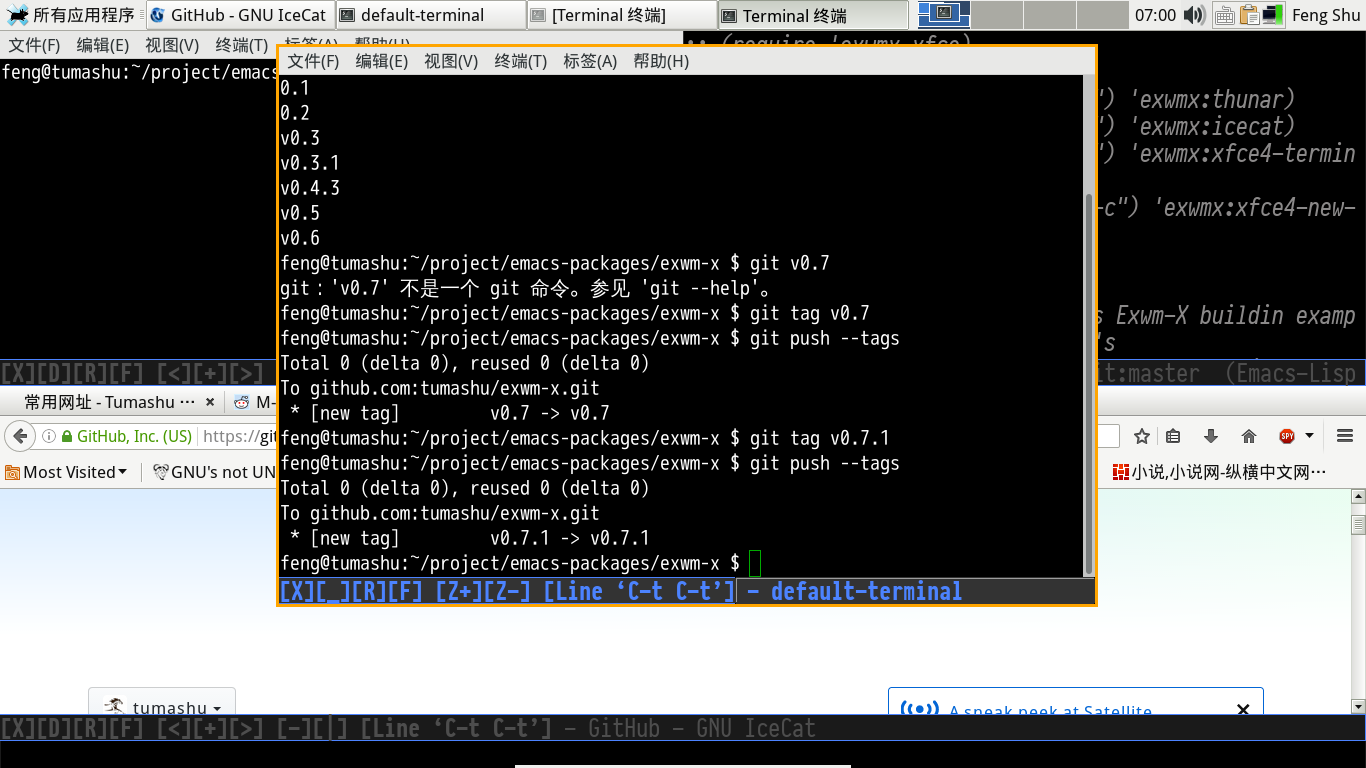 所有应用程序 GitHub - GNU IceCat default-terminal [Terminal 终端] Terminal 终端 07:00 Feng Shu
文件(F) 编辑(E) 视图(V) 终端(T) 标签(A) 帮助(H)
feng@tumashu:~/project/emacs
;; (require 'exwmx-xfce)
") 'exwmx:thunar)
") 'exwmx:icecat)
") 'exwmx:xfce4-termin
-c") 'exwmx:xfce4-new-
s Exwm-X buildin examp
's
[X][D][R][F] [<][+][>]
it:master (Emacs-Lisp
文件(F) 编辑(E) 视图(V) 终端(T) 标签(A) 帮助(H)
0.1
0.2
v0.3
v0.3.1
v0.4.3
v0.5
v0.6
feng@tumashu:~/project/emacs-packages/exwm-x $ git v0.7
git：'v0.7' 不是一个 git 命令。参见 'git --help'。
feng@tumashu:~/project/emacs-packages/exwm-x $ git tag v0.7
feng@tumashu:~/project/emacs-packages/exwm-x $ git push --tags
Total 0 (delta 0), reused 0 (delta 0)
To github.com:tumashu/exwm-x.git
 * [new tag]         v0.7 -> v0.7
feng@tumashu:~/project/emacs-packages/exwm-x $ git tag v0.7.1
feng@tumashu:~/project/emacs-packages/exwm-x $ git push --tags
Total 0 (delta 0), reused 0 (delta 0)
To github.com:tumashu/exwm-x.git
 * [new tag]         v0.7.1 -> v0.7.1
feng@tumashu:~/project/emacs-packages/exwm-x $
[X][_][R][F] [Z+][Z-] [Line ‘C-t C-t’] - default-terminal
常用网址 - Tumashu ··· × M-
GitHub, Inc. (US) https://git
Most Visited GNU's not UN 小说,小说网-纵横中文网···
tumashu
A sneak peek at Satellite
[X][D][R][F] [<][+][>] [-][|] [Line ‘C-t C-t’] - GitHub - GNU IceCat